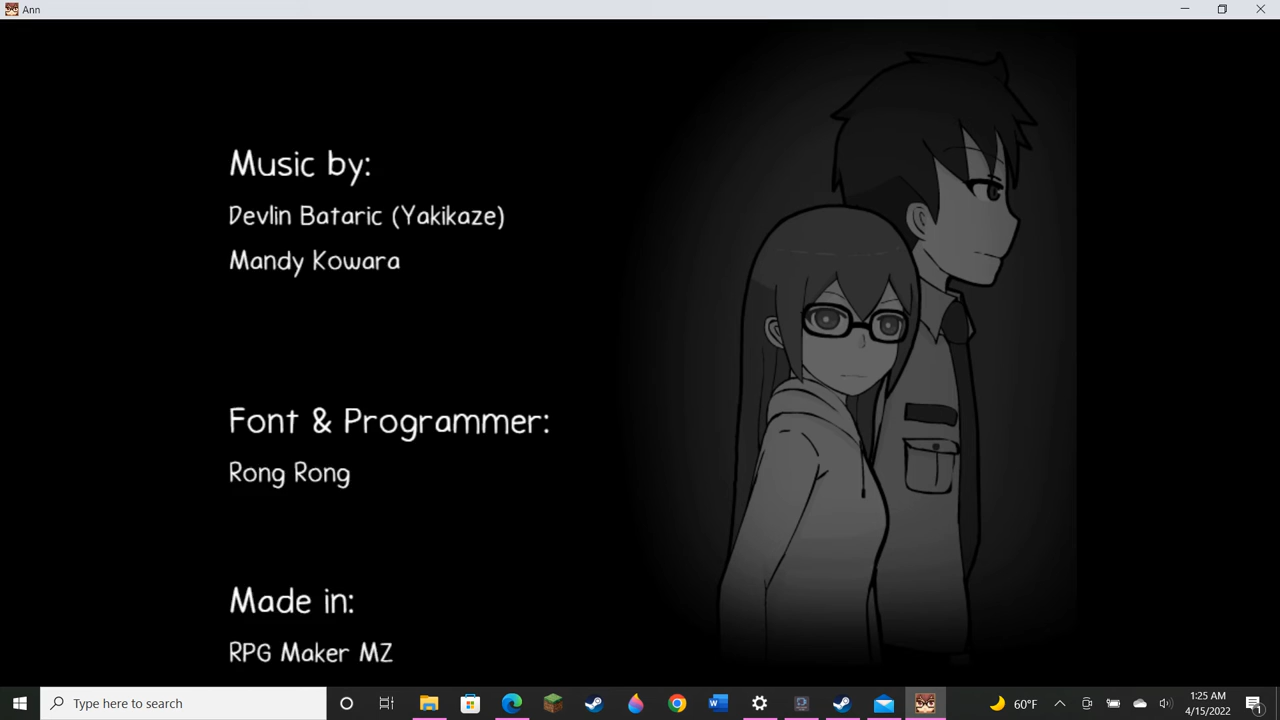 Ann
Music by:
Devlin Bataric (Yakikaze)
Mandy Kowara
Font & Programmer:
Rong Rong
Made in:
RPG Maker MZ
Type here to search
60°F
1:25 AM
4/15/2022